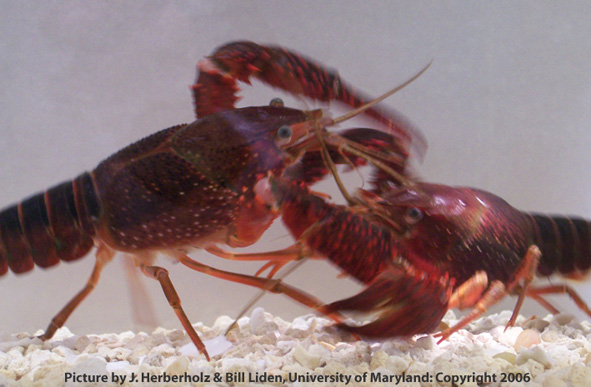 Picture by J. Herberholz & Bill Liden, University of Maryland: Copyright 2006